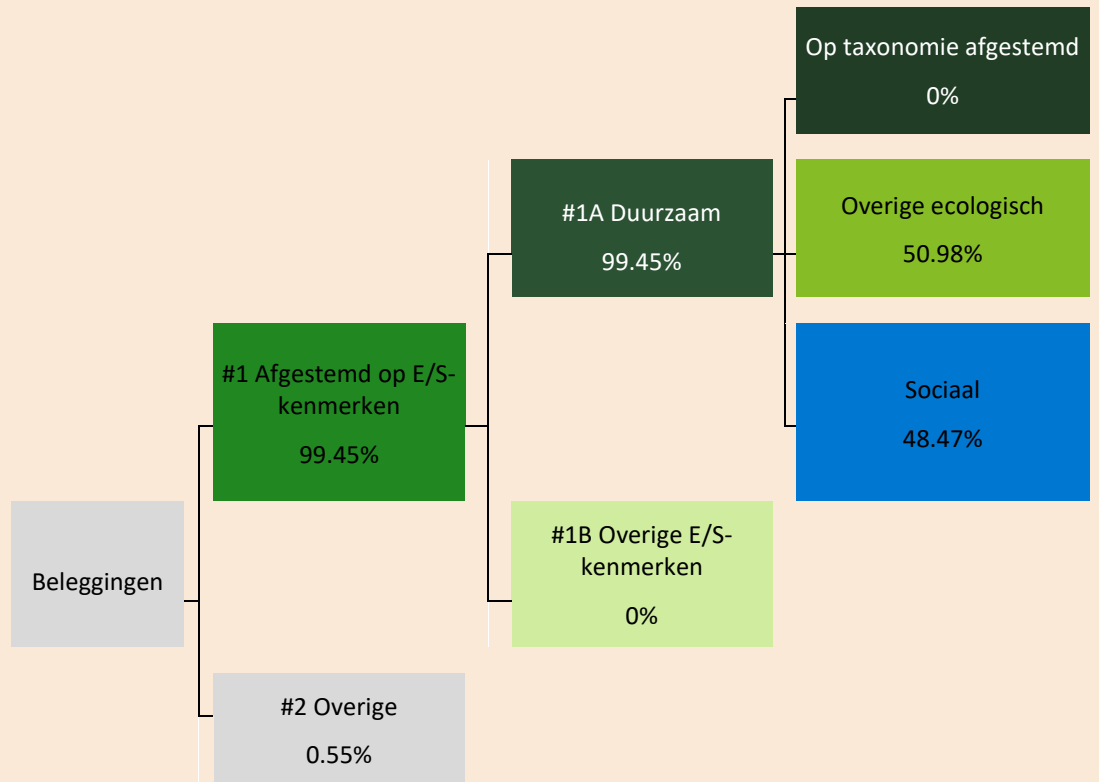 Beleggingen
#1 Afgestemd op E/S-
kenmerken
99.45%
#2 Overige
0.55%
#1A Duurzaam
99.45%
#1B Overige E/S-
kenmerken
0%
Op taxonomie afgestemd
0%
Overige ecologisch
50.98%
Sociaal
48.47%